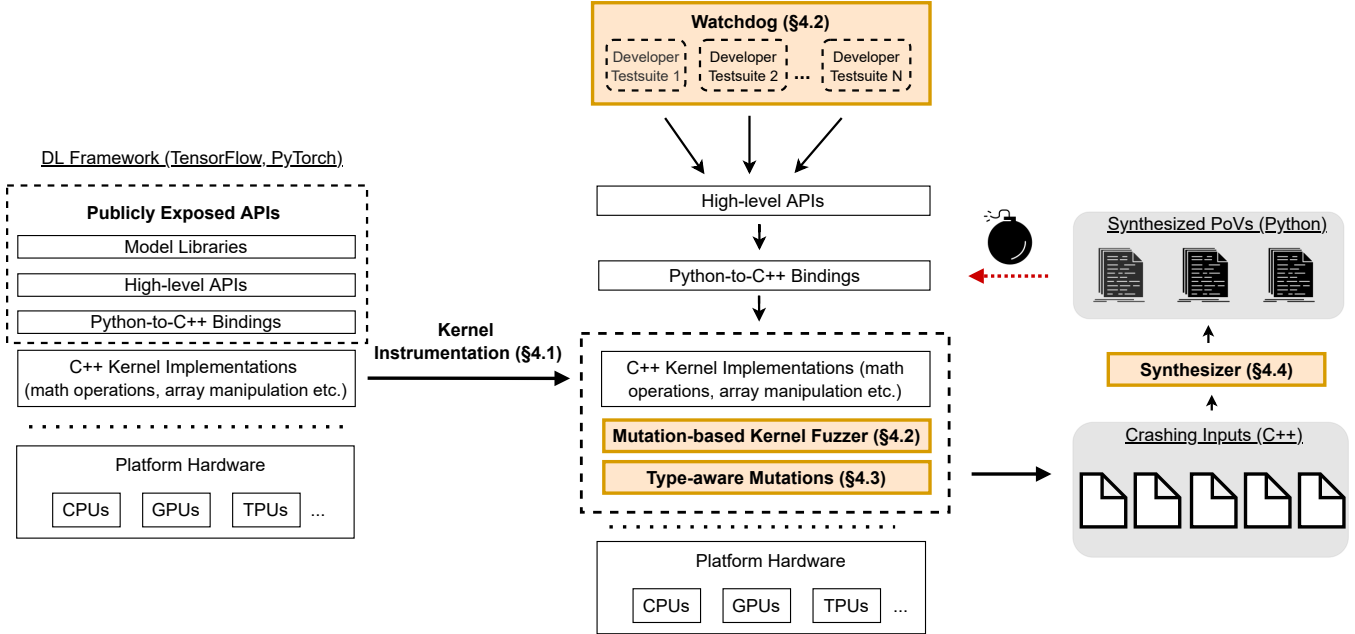 Watchdog (§4.2)
Developer
Testsuite 1
Developer
Testsuite 2
...
Developer
Testsuite N
DL Framework (TensorFlow, PyTorch)
Publicly Exposed APIs
Model Libraries
High-level APIs
Python-to-C++ Bindings
C++ Kernel Implementations
(math operations, array manipulation etc.)
Platform Hardware
CPUs
GPUs
TPUs
...
Kernel
Instrumentation (§4.1)
High-level APIs
Python-to-C++ Bindings
C++ Kernel Implementations (math
operations, array manipulation etc.)
Mutation-based Kernel Fuzzer (§4.2)
Type-aware Mutations (§4.3)
Platform Hardware
CPUs
GPUs
TPUs
...
Synthesized PoVs (Python)
Synthesizer (§4.4)
Crashing Inputs (C++)